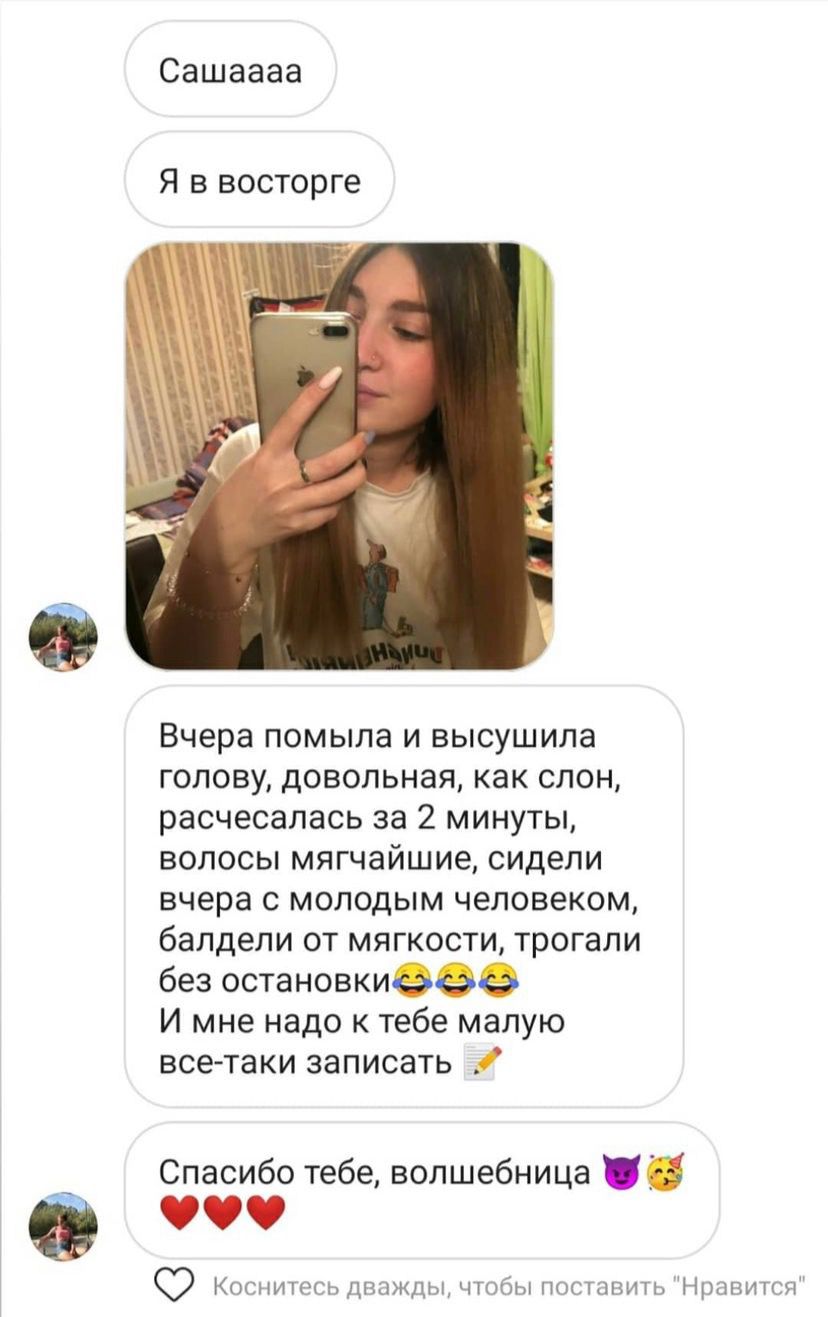 Сашаааа
Я в восторге
Вчера помыла и высушила
голову, довольная, как слон,
расчесалась за 2 минуты,
волосы мягчайшие, сидели
вчера с молодым человеком,
балдели от мягкости, трогали
без остановки😂😂😂
И мне надо к тебе малую
все-таки записать 📝
Спасибо тебе, волшебница 😈🥳
❤️❤️❤️
Коснитесь дважды, чтобы поставить "Нравится"